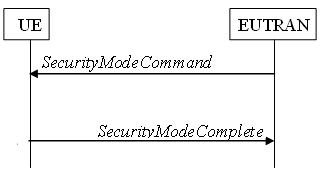 UE
EUTRAN
SecurityModeCommand
SecurityModeComplete